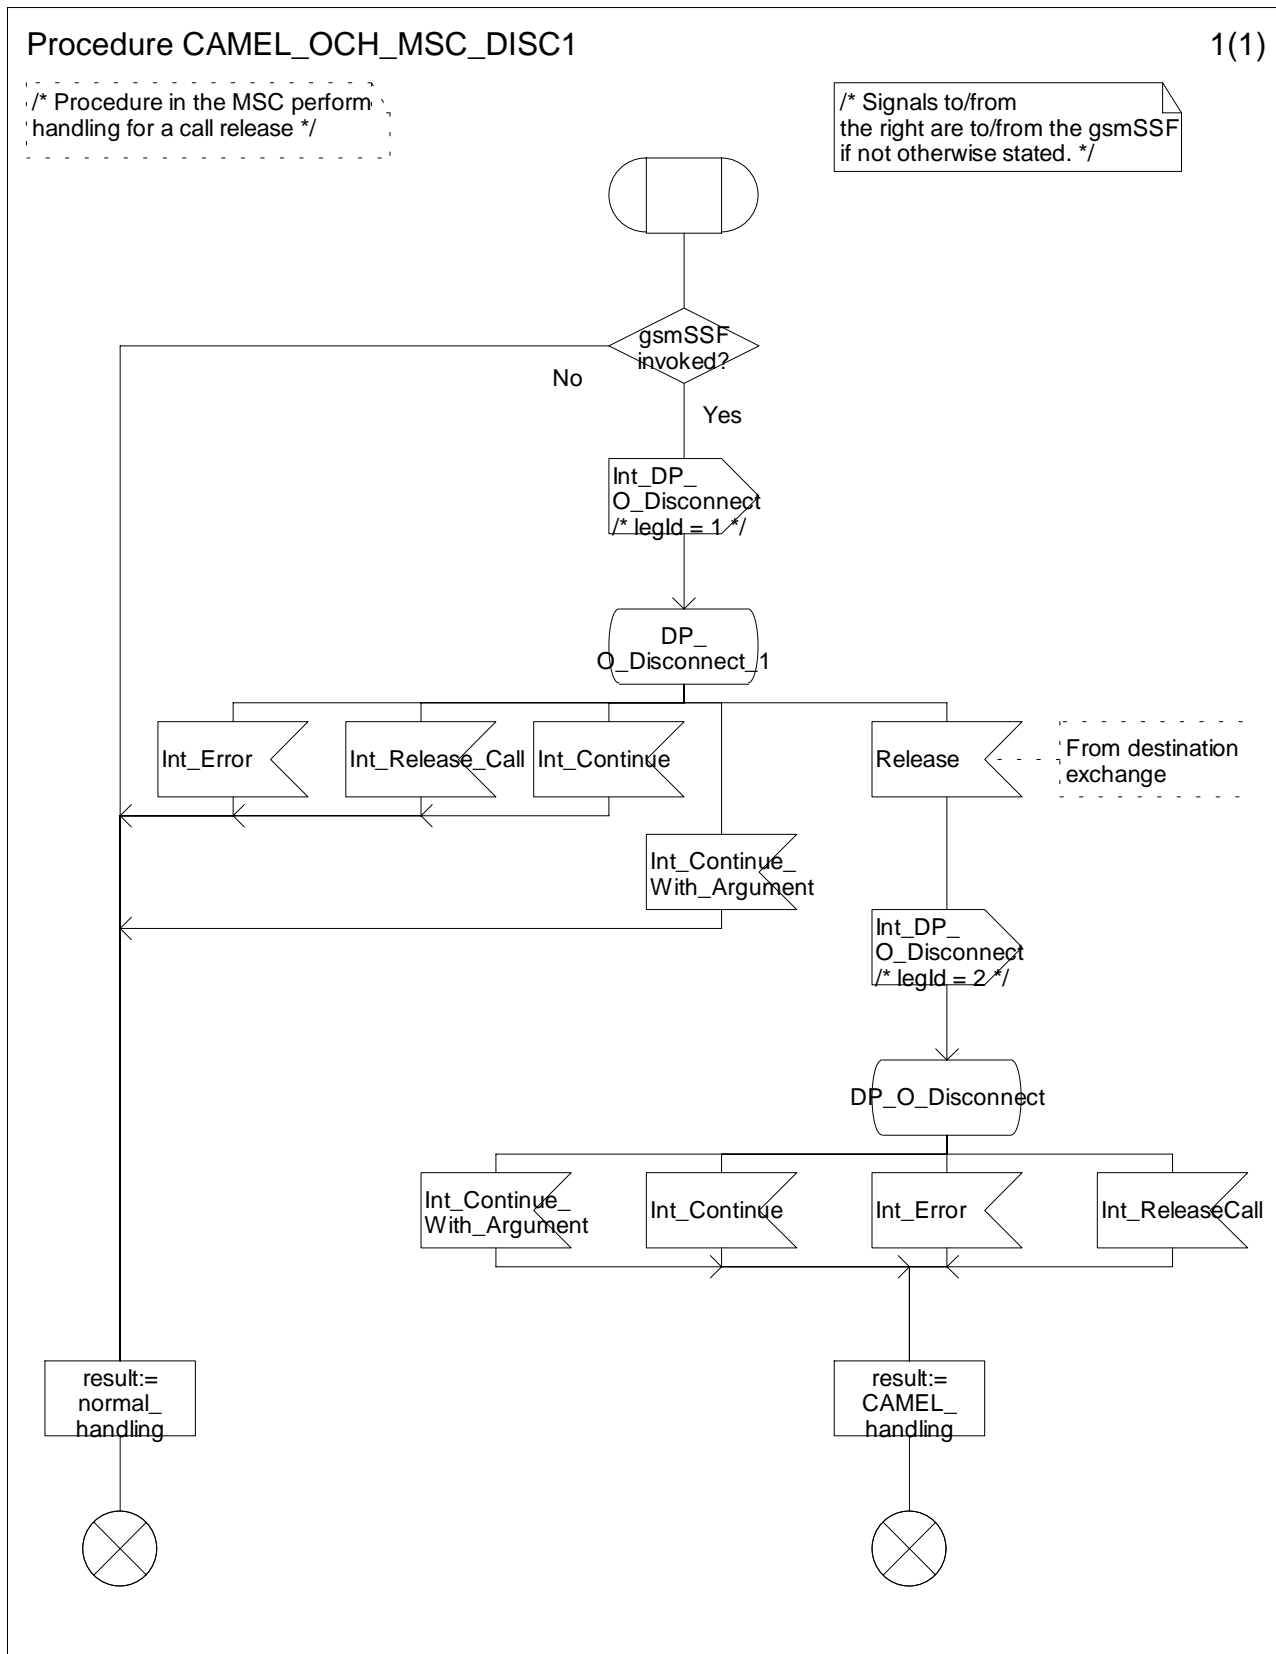 Procedure CAMEL_OCH_MSC_DISC1
1(1)
/* Procedure in the MSC perform
handling for a call release */
/* Signals to/from
the right are to/from the gsmSSF
if not otherwise stated. */
gsmSSF
invoked?
No
Yes
Int_DP_
O_Disconnect
/* legId = 1 */
DP_
O_Disconnect_1
Int_Error
Int_Release_Call
Int_Continue
Release
From destination
exchange
Int_Continue_
With_Argument
Int_DP_
O_Disconnect
/* legId = 2 */
DP_O_Disconnect
Int_Continue_
With_Argument
Int_Continue
Int_Error
Int_ReleaseCall
result:=
normal_
handling
result:=
CAMEL_
handling